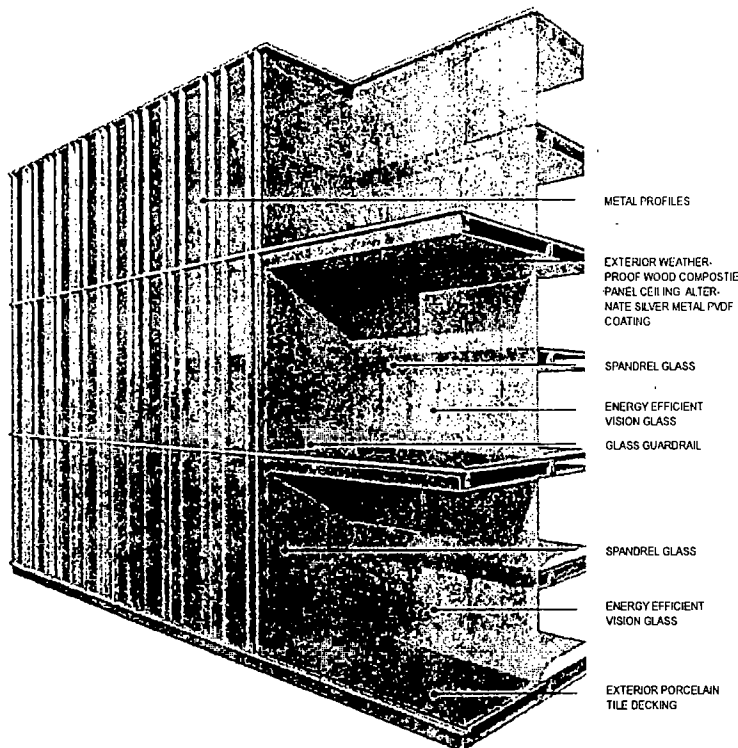 METAL PROFILES
EXTERIOR WEATHER-
PROOF WOOD COMPOSTIE
PANEL CEILING ALTER-
NATE SILVER METAL PVDF
COATING
SPANDREL GLASS
ENERGY EFFICIENT
VISION GLASS
GLASS GUARDRAIL
SPANDREL GLASS
ENERGY EFFICIENT
VISION GLASS
EXTERIOR PORCELAIN
TILE DECKING